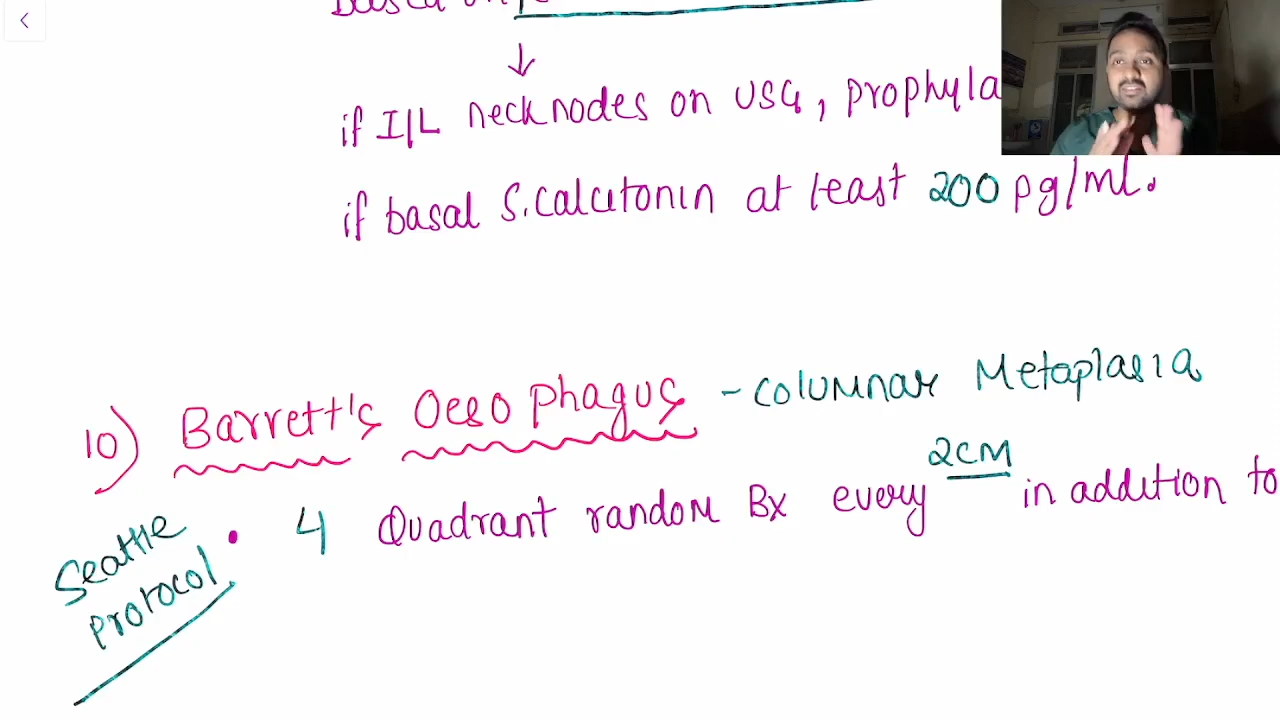 if I/L neck nodes on USG, prophyla
if basal S.calcitonin at least 200 pg/ml.
10) Barrett's Oesophagus - columnar Metaplasia
Seattle protocol
• 4 Quadrant random Bx every 2CM in addition to